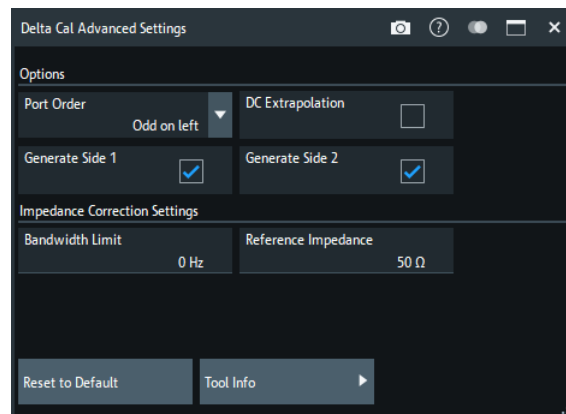 Delta Cal Advanced Settings
Options
Port Order
Odd on left
DC Extrapolation
Generate Side 1
Generate Side 2
Impedance Correction Settings
Bandwidth Limit
0 Hz
Reference Impedance
50 Ω
Reset to Default
Tool Info